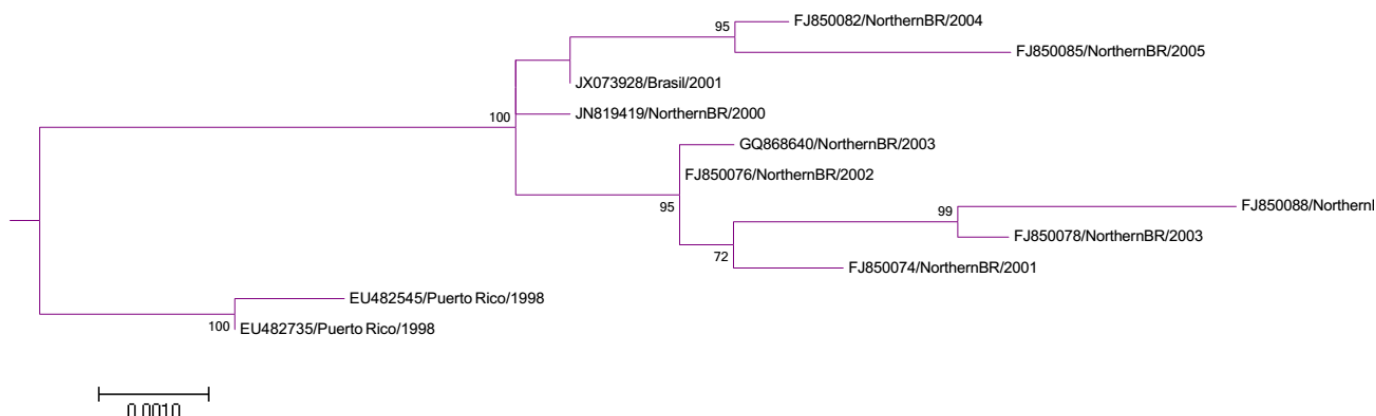 95
FJ850082/NorthernBR/2004
FJ850085/NorthernBR/2005
JX073928/Brasil/2001
100
JN819419/NorthernBR/2000
GQ868640/NorthernBR/2003
FJ850076/NorthernBR/2002
95
99
FJ850088/Northern
FJ850078/NorthernBR/2003
72
FJ850074/NorthernBR/2001
EU482545/Puerto Rico/1998
100
EU482735/Puerto Rico/1998
0.0010